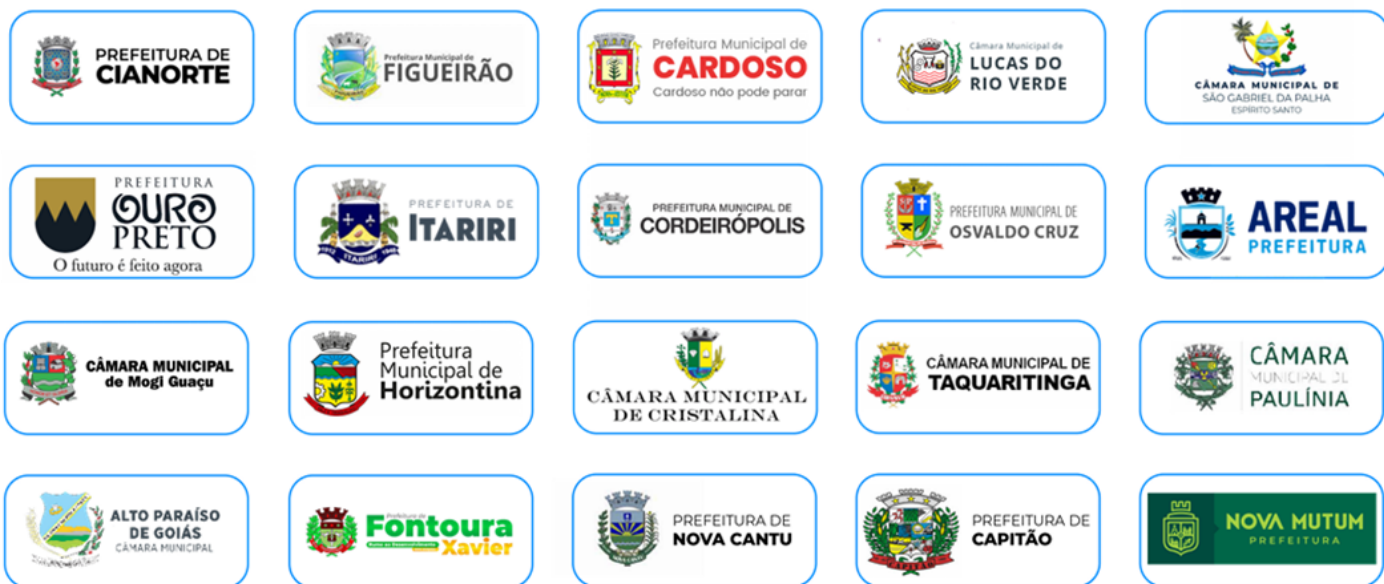 PREFEITURA DE
CIANORTE
Prefeitura Municipal de
FIGUEIRÃO
Prefeitura Municipal de
CARDOSO
Cardoso não pode parar
Câmara Municipal de
LUCAS DO
RIO VERDE
CÂMARA MUNICIPAL DE
SÃO GABRIEL DA PALHA
ESPÍRITO SANTO
PREFEITURA
OURO
PRETO
O futuro é feito agora
PREFEITURA DE
ITARIRI
ITARIRI
PREFEITURA MUNICIPAL DE
CORDEIRÓPOLIS
PREFEITURA MUNICIPAL DE
OSVALDO CRUZ
AREAL
PREFEITURA
CÂMARA MUNICIPAL
de Mogi Guaçu
Prefeitura
Municipal de
Horizontina
CÂMARA MUNICIPAL
DE CRISTALINA
CÂMARA MUNICIPAL DE
TAQUARITINGA
CÂMARA
MUNICIPAL DE
PAULÍNIA
ALTO PARAÍSO
DE GOIÁS
CÂMARA MUNICIPAL
Prefeitura de
Fontoura
Xavier
PREFEITURA DE
NOVA CANTU
PREFEITURA DE
CAPITÃO
CAPITÃO
NOVA MUTUM
PREFEITURA